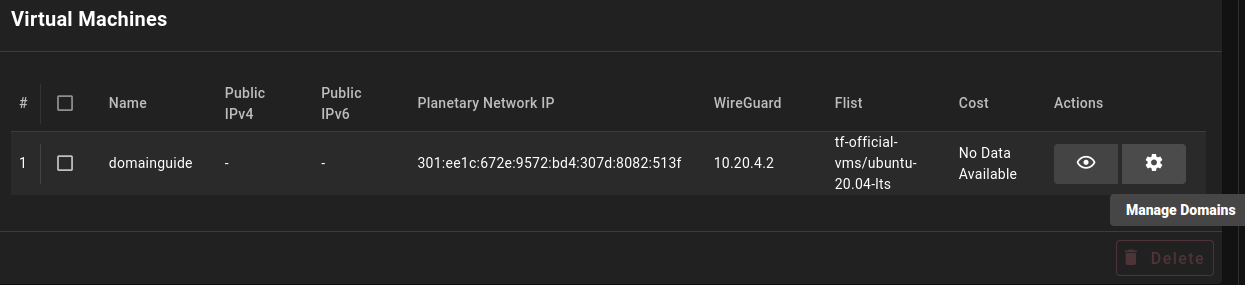 Virtual Machines
# Name Public IPv4 Public IPv6 Planetary Network IP WireGuard Flist Cost Actions
1 domainguide - - 301:ee1c:672e:9572:bd4:307d:8082:513f 10.20.4.2 tf-official-vms/ubuntu-20.04-lts No Data Available
Manage Domains
Delete